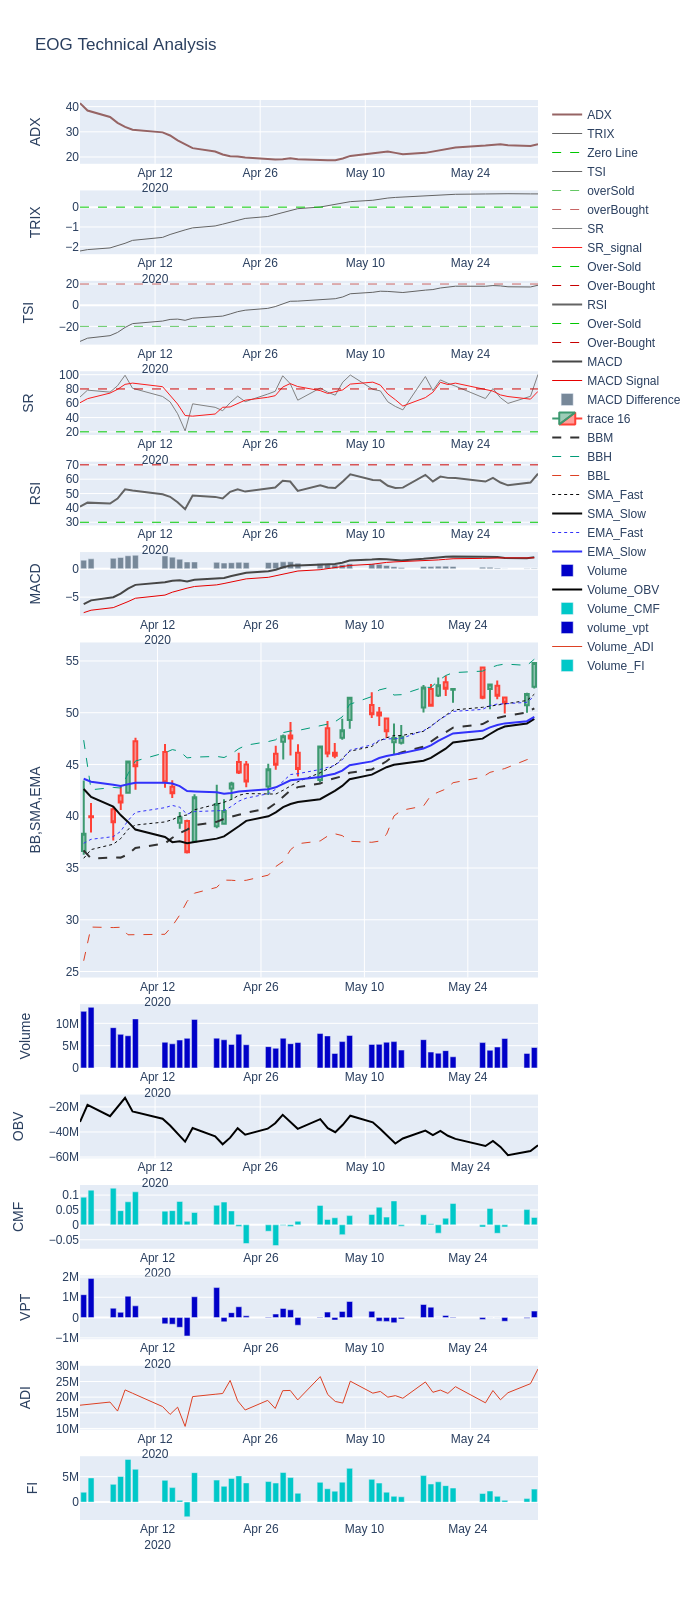 EOG Technical Analysis
40
30
20
ADX
Apr 12
2020
Apr 26
May 10
May 24
0
−1
−2
TRIX
Apr 12
2020
Apr 26
May 10
May 24
20
0
−20
TSI
Apr 12
2020
Apr 26
May 10
May 24
100
80
60
40
20
SR
Apr 12
2020
Apr 26
May 10
May 24
70
60
50
40
30
RSI
Apr 12
2020
Apr 26
May 10
May 24
0
−5
MACD
Apr 12
2020
Apr 26
May 10
May 24
55
50
45
40
35
30
25
BB,SMA,EMA
Apr 12
2020
Apr 26
May 10
May 24
10M
5M
0
Volume
Apr 12
2020
Apr 26
May 10
May 24
−20M
−40M
−60M
OBV
Apr 12
2020
Apr 26
May 10
May 24
0.1
0.05
0
−0.05
CMF
Apr 12
2020
Apr 26
May 10
May 24
2M
1M
0
−1M
VPT
Apr 12
2020
Apr 26
May 10
May 24
30M
25M
20M
15M
10M
ADI
Apr 12
2020
Apr 26
May 10
May 24
5M
0
FI
Apr 12
2020
Apr 26
May 10
May 24
ADX
TRIX
Zero Line
TSI
overSold
overBought
SR
SR_signal
Over-Sold
Over-Bought
RSI
Over-Sold
Over-Bought
MACD
MACD Signal
MACD Difference
trace 16
BBM
BBH
BBL
SMA_Fast
SMA_Slow
EMA_Fast
EMA_Slow
Volume
Volume_OBV
Volume_CMF
volume_vpt
Volume_ADI
Volume_FI